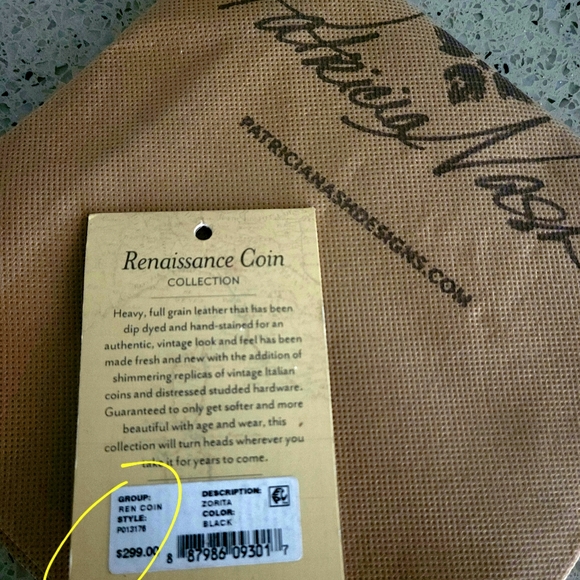 Patricia Nash
PATRICIANASHDESIGNS.COM
Renaissance Coin
COLLECTION
Heavy, full grain leather that has been
dip dyed and hand-stained for an
authentic, vintage look and feel has been
made fresh and new with the addition of
shimmering replicas of vintage Italian
coins and distressed studded hardware.
Guaranteed to only get softer and more
beautiful with age and wear, this
collection will turn heads wherever you
take it for years to come.
GROUP:
REN COIN
STYLE:
P013178
$299.00
DESCRIPTION:
ZORITA
COLOR:
BLACK
8 87986 09301 7